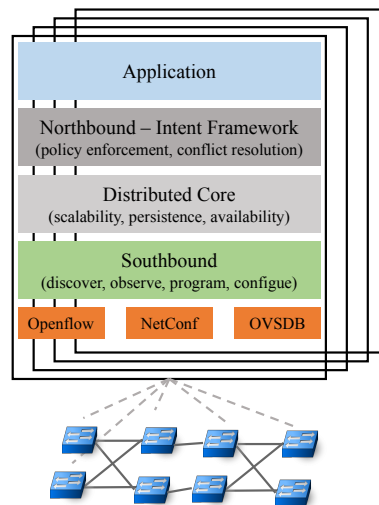 Application
Northbound – Intent Framework
(policy enforcement, conflict resolution)
Distributed Core
(scalability, persistence, availability)
Southbound
(discover, observe, program, configue)
Openflow
NetConf
OVSDB